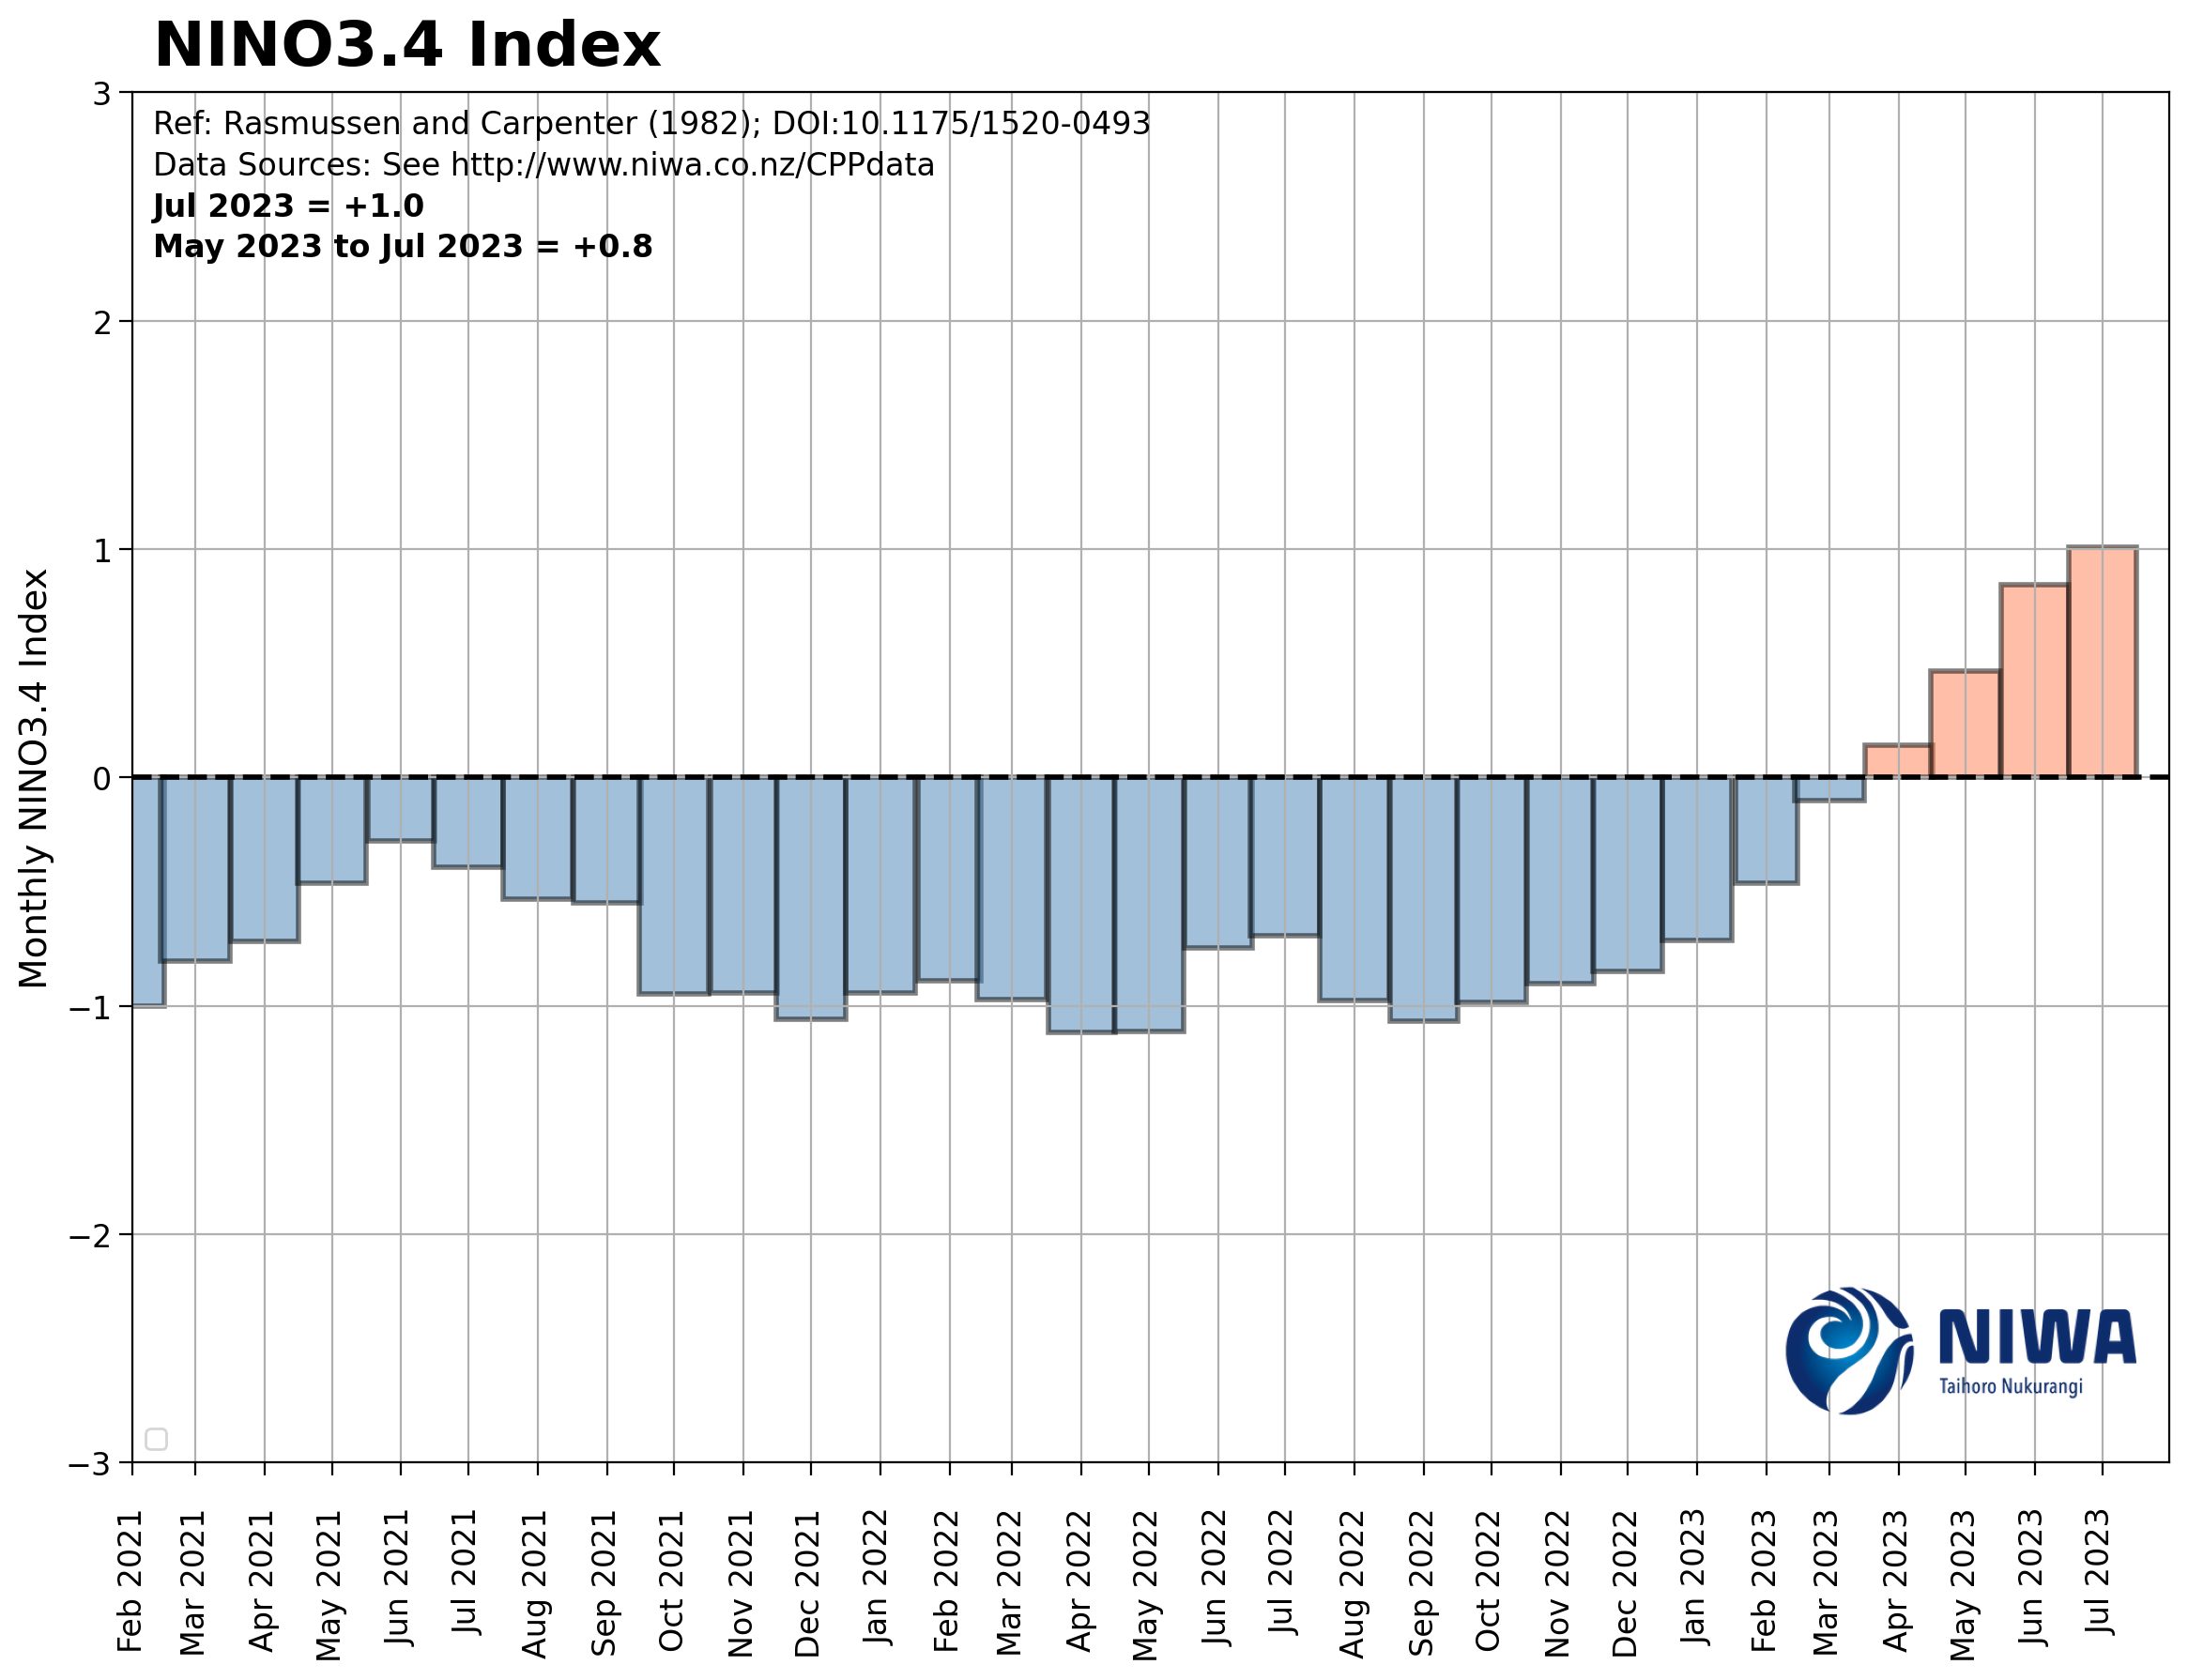 NINO3.4 Index
Ref: Rasmussen and Carpenter (1982); DOI:10.1175/1520-0493
Data Sources: See http://www.niwa.co.nz/CPPdata
Jul 2023 = +1.0
May 2023 to Jul 2023 = +0.8
Monthly NINO3.4 Index
3
2
1
0
−1
−2
−3
NIWA
Taihoro Nukurangi
Feb 2021
Mar 2021
Apr 2021
May 2021
Jun 2021
Jul 2021
Aug 2021
Sep 2021
Oct 2021
Nov 2021
Dec 2021
Jan 2022
Feb 2022
Mar 2022
Apr 2022
May 2022
Jun 2022
Jul 2022
Aug 2022
Sep 2022
Oct 2022
Nov 2022
Dec 2022
Jan 2023
Feb 2023
Mar 2023
Apr 2023
May 2023
Jun 2023
Jul 2023